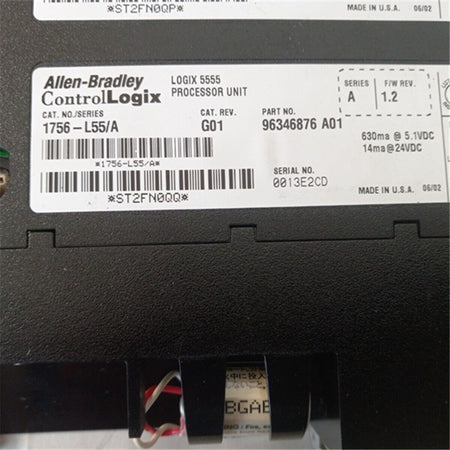 *ST2FN0QP*
MADE IN U.S.A. 06/02
Allen-Bradley
ControlLogix
LOGIX 5555
PROCESSOR UNIT
SERIES
A
F/W REV.
1.2
CAT. NO./SERIES
1756-L55/A
CAT. REV.
G01
PART NO.
96346876 A01
*1756-L55/A*
630ma @ 5.1VDC
14ma@24VDC
*ST2FN0QQ*
SERIAL NO.
0013E2CD
MADE IN U.S.A. 06/02
BGAB